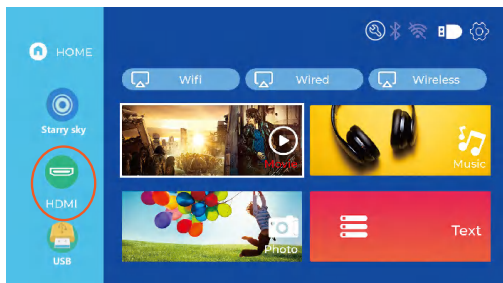 HOME
Wifi
Wired
Wireless
Starry sky
Movie
Music
HDMI
Photo
Text
USB